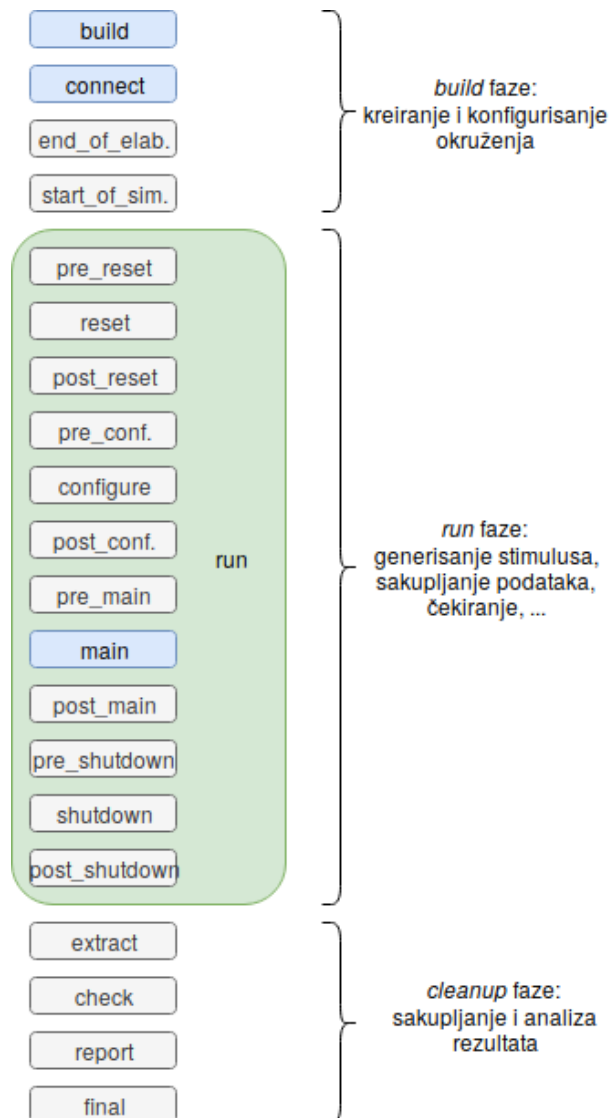 build
connect
end_of_elab.
start_of_sim.
build faze:
kreiranje i konfigurisanje
okruženja
pre_reset
reset
post_reset
pre_conf.
configure
post_conf.
pre_main
main
post_main
pre_shutdown
shutdown
post_shutdown
run
run faze:
generisanje stimulusa,
sakupljanje podataka,
čekiranje, ...
extract
check
report
final
cleanup faze:
sakupljanje i analiza
rezultata